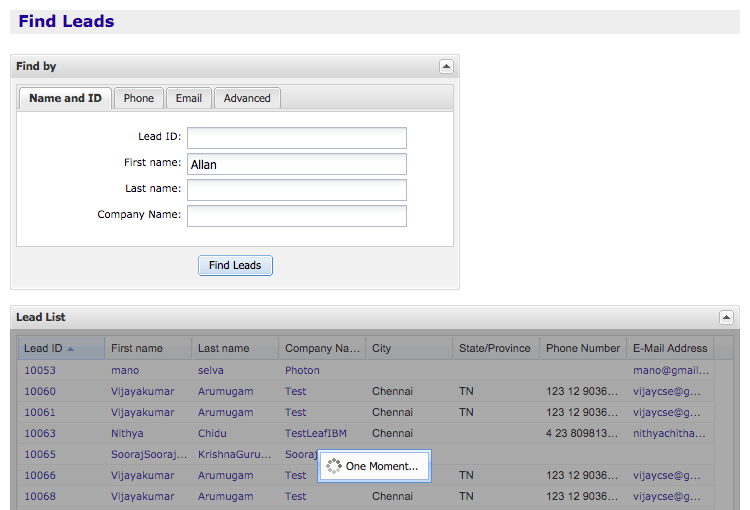 Find Leads
Find by
Name and ID Phone Email Advanced
Lead ID:
First name: Allan
Last name:
Company Name:
Find Leads
Lead List
Lead ID First name Last name Company Na... City State/Province Phone Number E-Mail Address
10053 mano selva Photon mano@gmail...
10060 Vijayakumar Arumugam Test Chennai TN 123 12 9036... vijaycse@g...
10061 Vijayakumar Arumugam Test Chennai TN 123 12 9036... vijaycse@g...
10063 Nithya Chidu TestLeafIBM Chennai 4 23 809813... nithyachitha...
10065 SoorajSooraj... KrishnaGuru... Sooraj
One Moment...
10066 Vijayakumar Arumugam Test TN 123 12 9036... vijaycse@g...
10068 Vijayakumar Arumugam Test Chennai TN 123 12 9036... vijaycse@g...